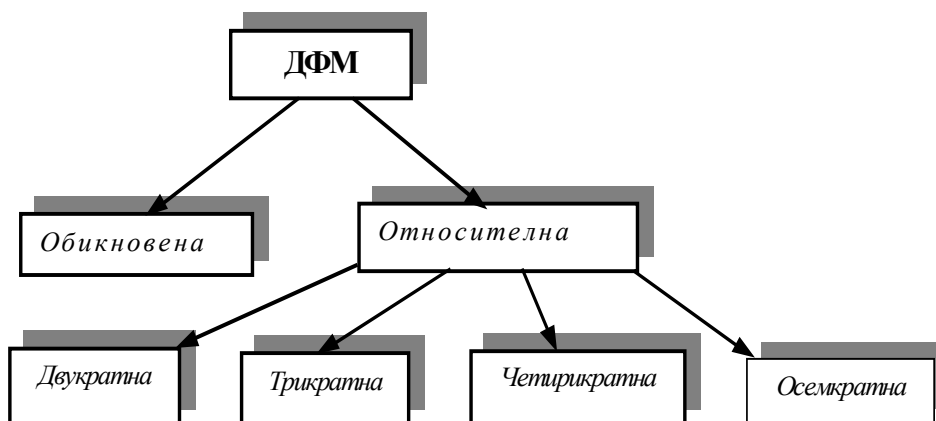 ДФМ
Обикновена
Относителна
Двукратна
Трикратна
Четирикратна
Осемкратна